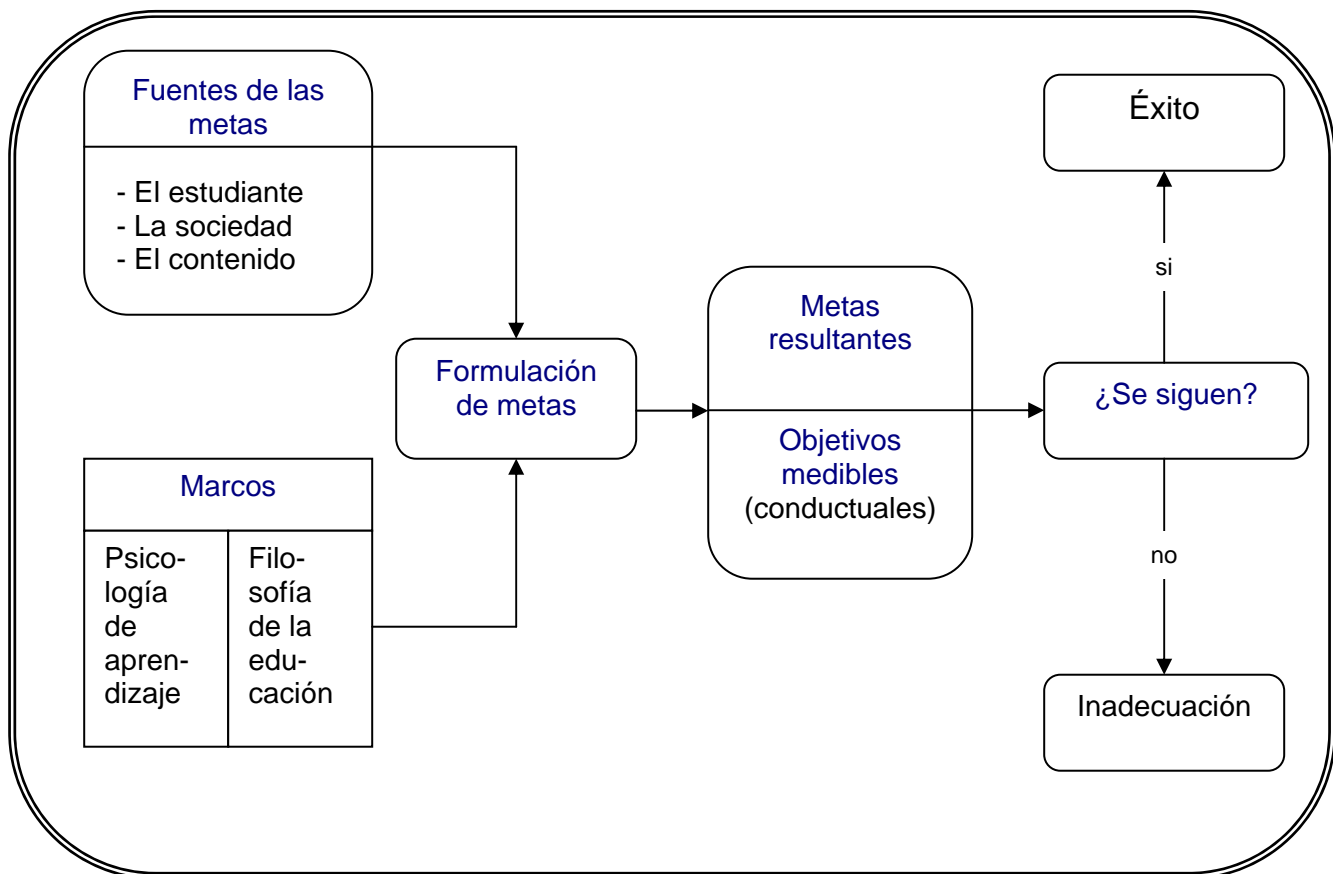 Fuentes de las
metas
- El estudiante
- La sociedad
- El contenido
Marcos
Psico-
logía
de
apren-
dizaje
Filo-
sofía
de la
edu-
cación
Formulación
de metas
Metas
resultantes
Objetivos
medibles
(conductuales)
¿Se siguen?
si
Éxito
no
Inadecuación